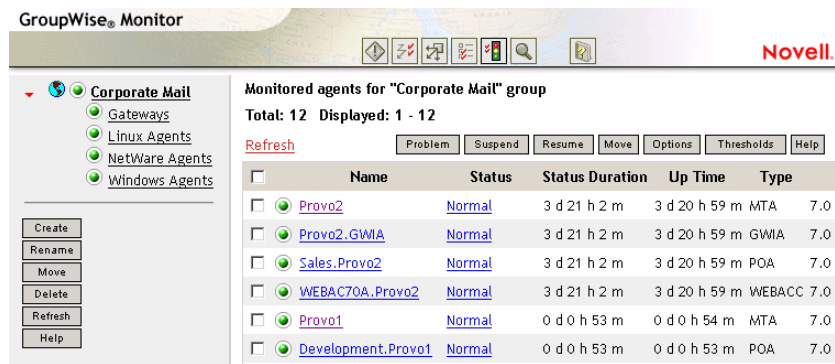 GroupWise® Monitor
Novell.
Corporate Mail
Gateways
Linux Agents
NetWare Agents
Windows Agents
Create
Rename
Move
Delete
Refresh
Help
Monitored agents for "Corporate Mail" group
Total: 12 Displayed: 1 - 12
Refresh Problem Suspend Resume Move Options Thresholds Help
Name Status Status Duration Up Time Type
Provo2 Normal 3 d 21 h 2 m 3 d 20 h 59 m MTA 7.0
Provo2.GWIA Normal 3 d 21 h 2 m 3 d 20 h 59 m GWIA 7.0
Sales.Provo2 Normal 3 d 21 h 2 m 3 d 20 h 59 m POA 7.0
WEBAC70A.Provo2 Normal 3 d 21 h 2 m 3 d 20 h 59 m WEBACC 7.0
Provo1 Normal 0 d 0 h 53 m 0 d 0 h 54 m MTA 7.0
Development.Provo1 Normal 0 d 0 h 53 m 0 d 0 h 53 m POA 7.0